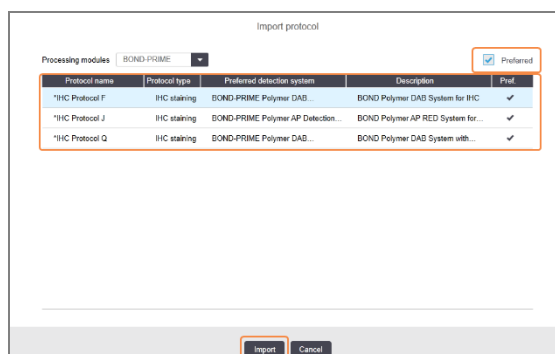 Import protocol
Processing modules BOND-PRIME Preferred
Protocol name Protocol type Preferred detection system Description Pref.
*IHC Protocol F IHC staining BOND-PRIME Polymer DAB... BOND Polymer DAB System for IHC
*IHC Protocol J IHC staining BOND-PRIME Polymer AP Detection... BOND Polymer AP RED System for...
*IHC Protocol Q IHC staining BOND-PRIME Polymer DAB... BOND Polymer DAB System with...
Import Cancel